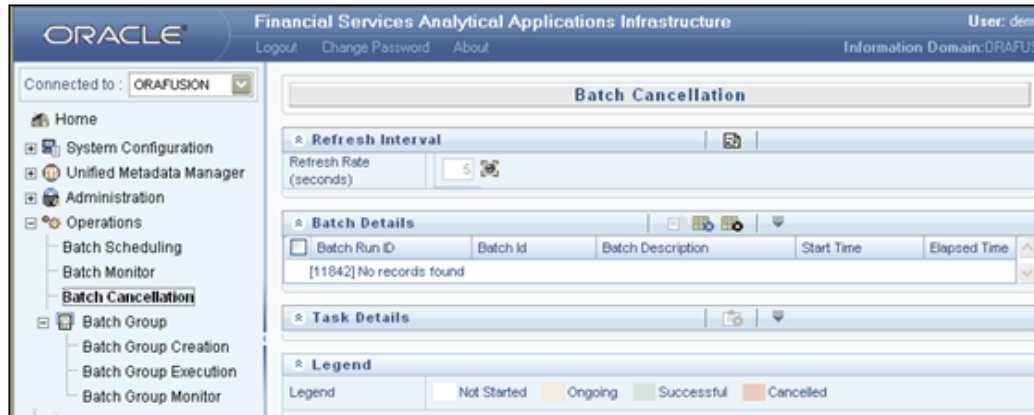 ORACLE
Financial Services Analytical Applications Infrastructure
User:
Logout Change Password About
Information Domain:
Connected to : ORAFUSION
Home
System Configuration
Unified Metadata Manager
Administration
Operations
Batch Scheduling
Batch Monitor
Batch Cancellation
Batch Group
Batch Group Creation
Batch Group Execution
Batch Group Monitor
Batch Cancellation
Refresh Interval
Refresh Rate
(seconds) 5
Batch Details
Batch Run ID Batch Id Batch Description Start Time Elapsed Time
[11842] No records found
Task Details
Legend
Legend Not Started Ongoing Successful Cancelled